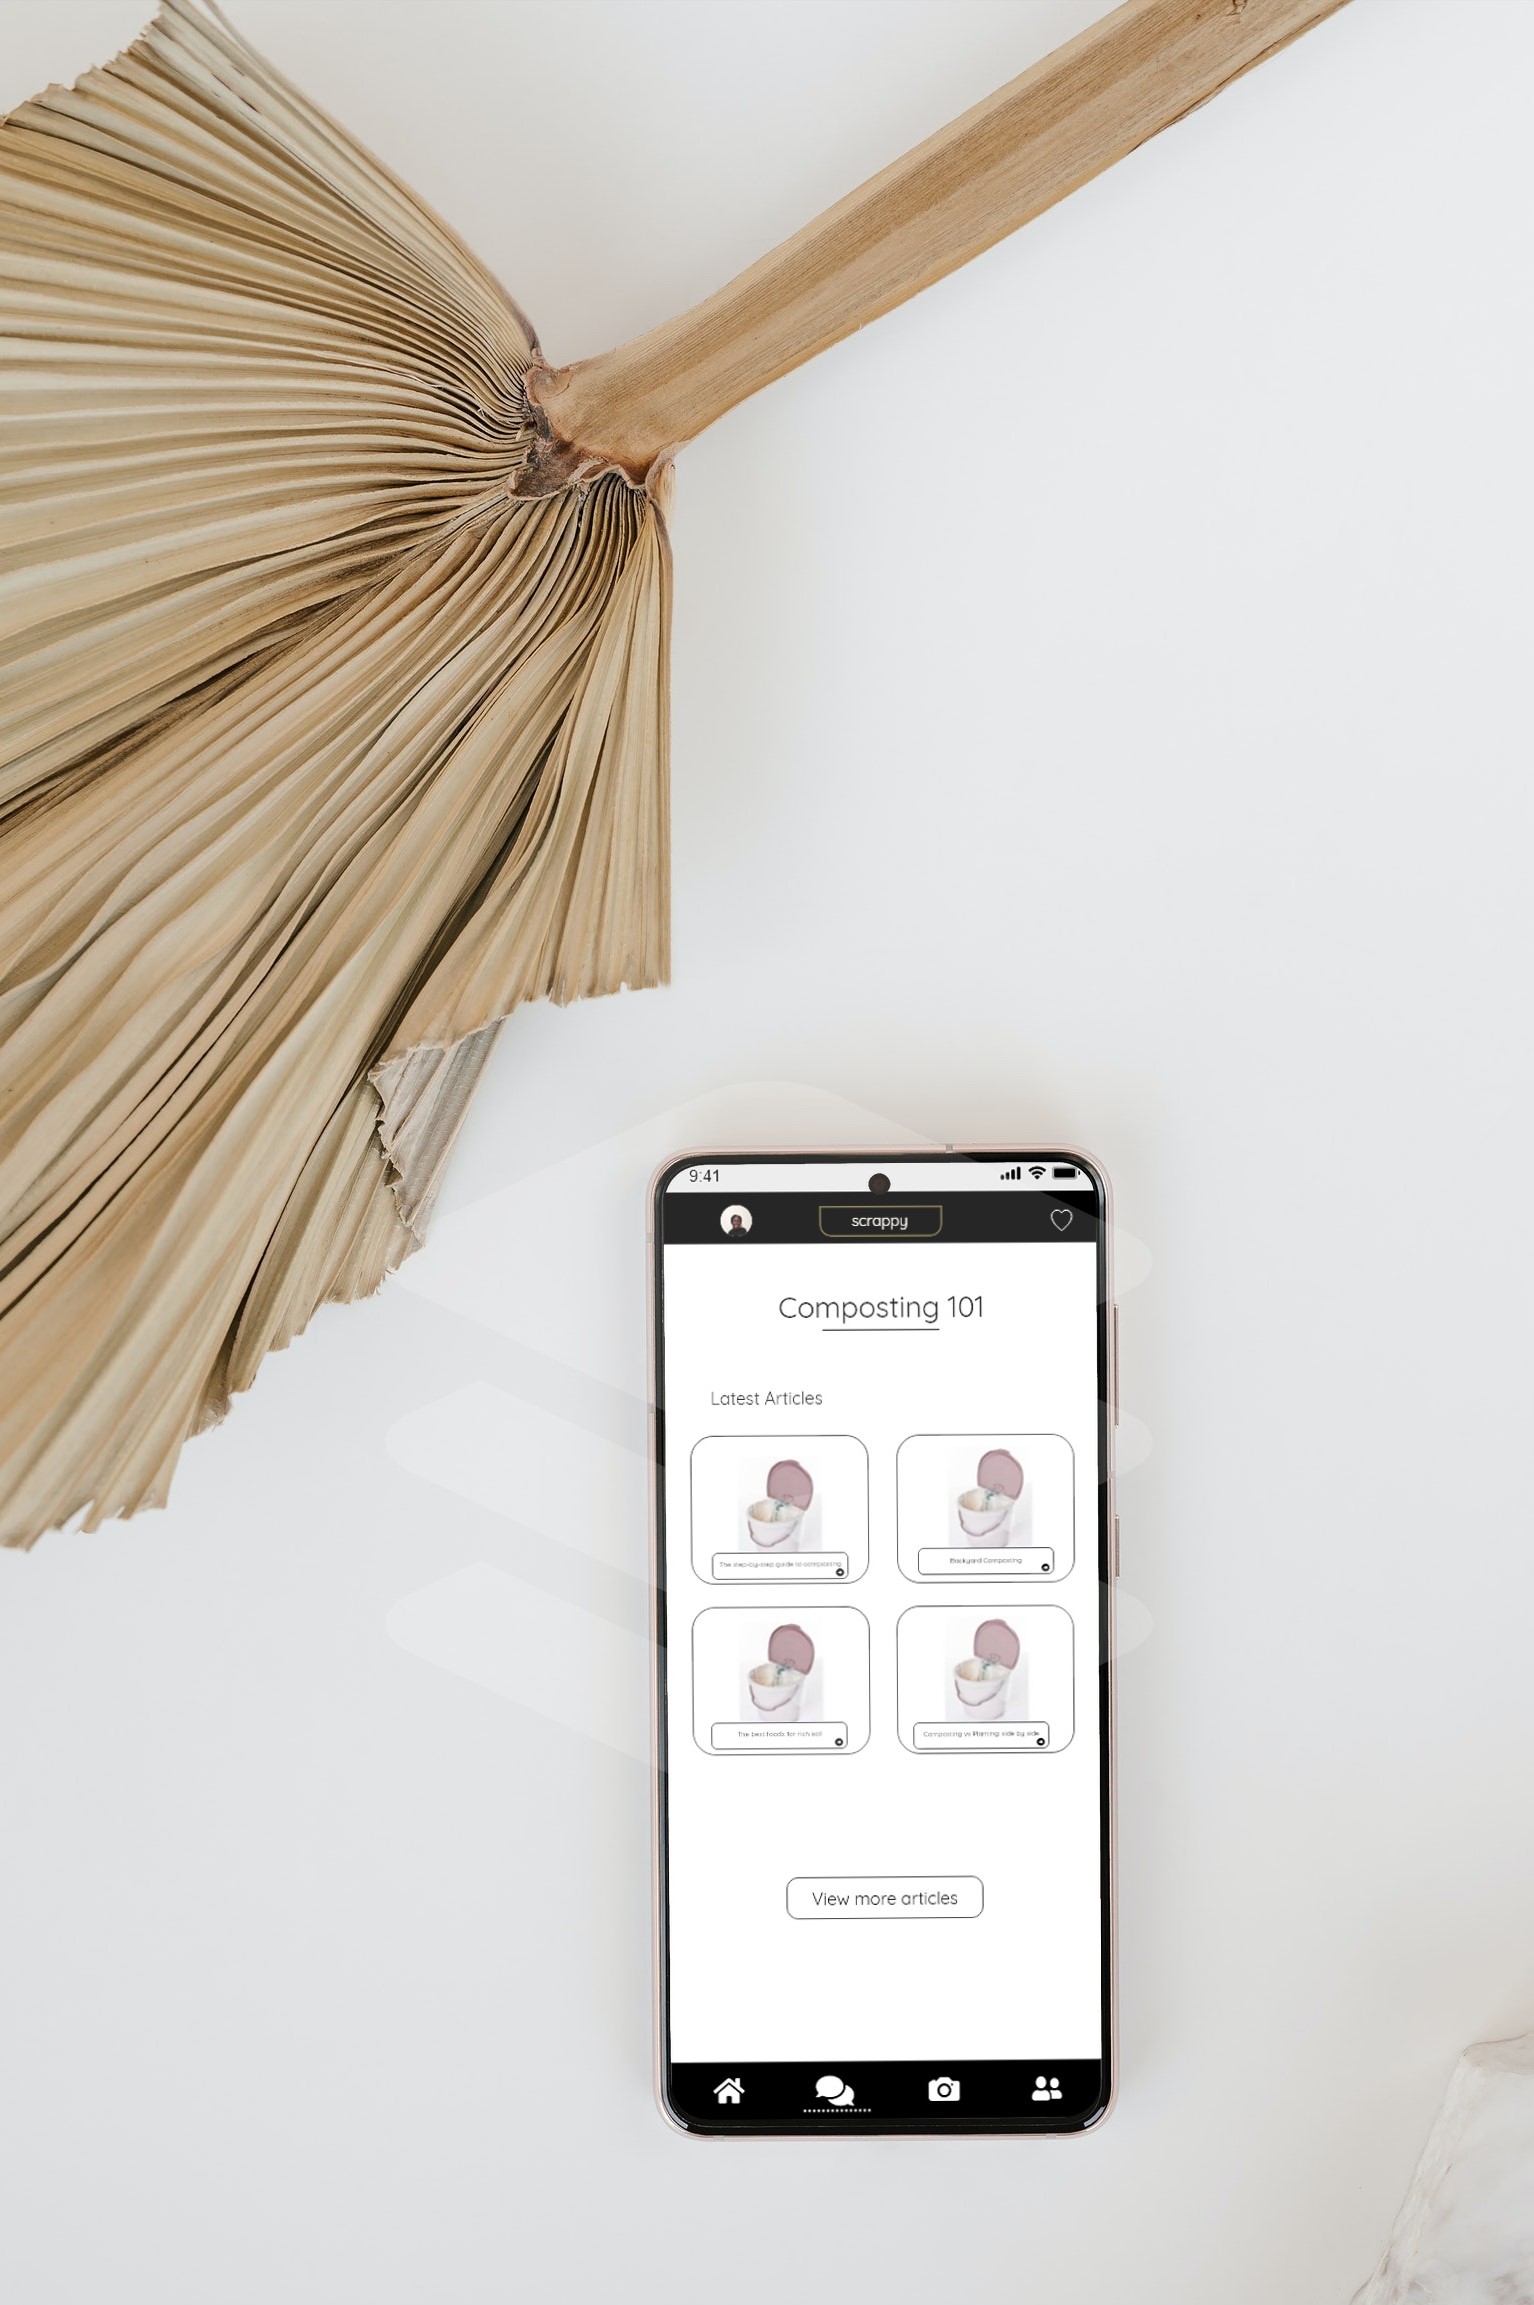 9:41
scrappy
Composting 101
Latest Articles
The step-by-step guide to composting
Backyard Composting
The best foods for rich soil
Composting vs Planting: side by side
View more articles